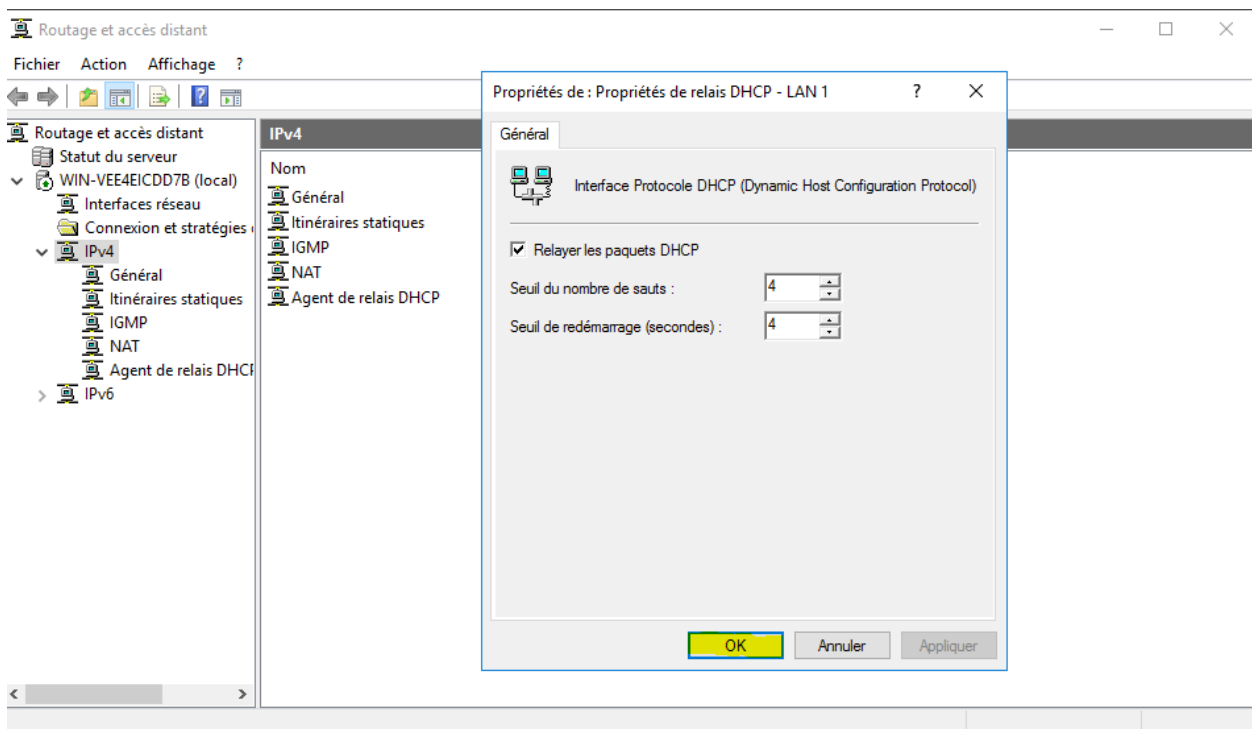 Routage et accès distant
Fichier Action Affichage ?
Routage et accès distant
Statut du serveur
WIN-VEE4EICDD7B (local)
Interfaces réseau
Connexion et stratégies
IPv4
Général
Itinéraires statiques
IGMP
NAT
Agent de relais DHCP
IPv6
IPv4
Nom
Général
Itinéraires statiques
IGMP
NAT
Agent de relais DHCP
Propriétés de : Propriétés de relais DHCP - LAN 1 ?
Général
Interface Protocole DHCP (Dynamic Host Configuration Protocol)
Relayer les paquets DHCP
Seuil du nombre de sauts : 4
Seuil de redémarrage (secondes) : 4
OK Annuler Appliquer